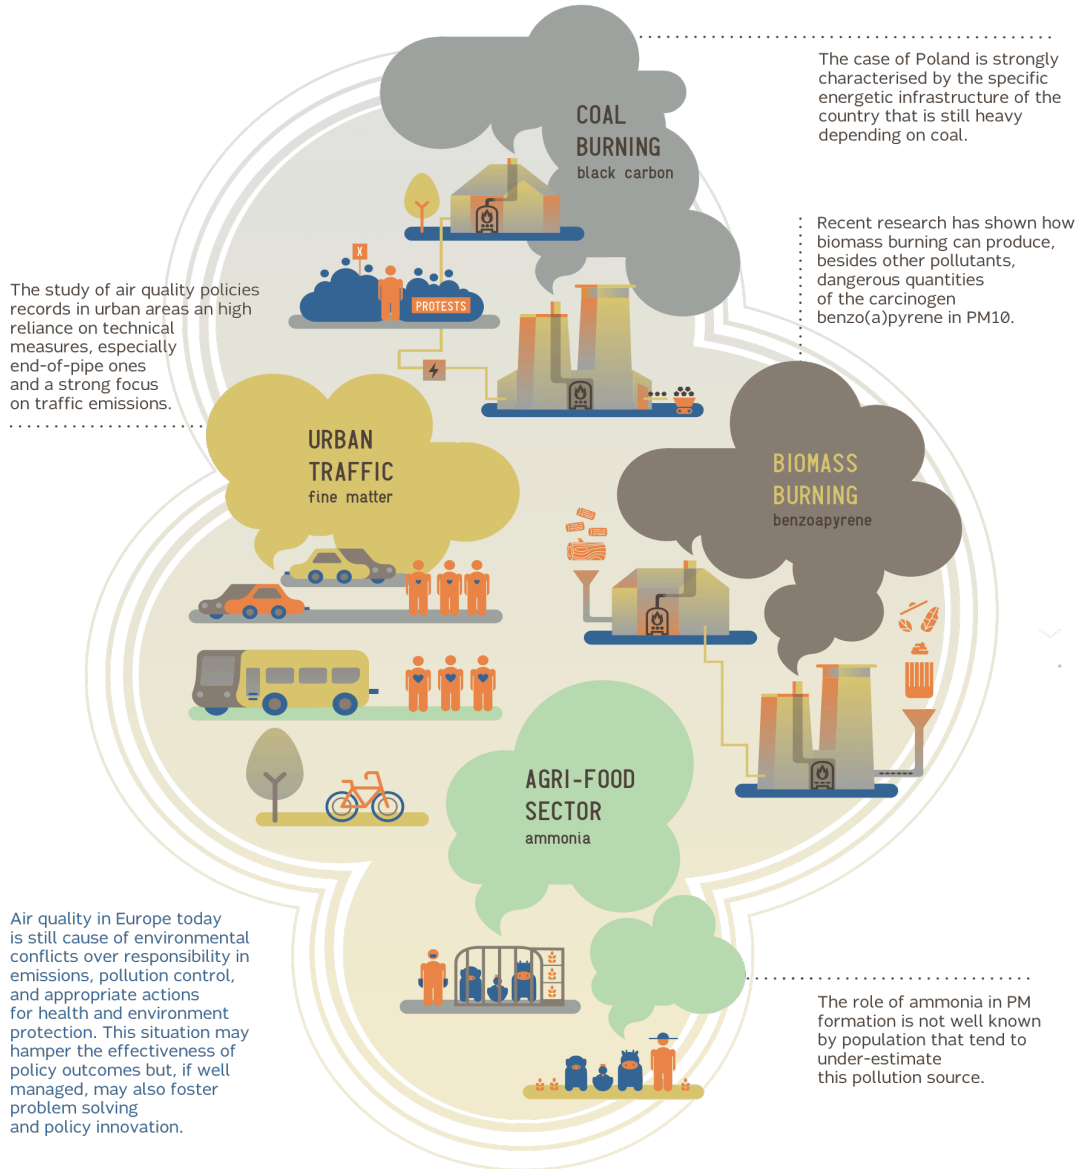 The case of Poland is strongly
characterised by the specific
energetic infrastructure of the
country that is still heavy
depending on coal.
COAL
BURNING
black carbon
Recent research has shown how
biomass burning can produce,
besides other pollutants,
dangerous quantities
of the carcinogen
benzo(a)pyrene in PM10.
X
PROTESTS
The study of air quality policies
records in urban areas an high
reliance on technical
measures, especially
end-of-pipe ones
and a strong focus
on traffic emissions.
URBAN
TRAFFIC
fine matter
BIOMASS
BURNING
benzoapyrene
AGRI-FOOD
SECTOR
ammonia
Air quality in Europe today
is still cause of environmental
conflicts over responsibility in
emissions, pollution control,
and appropriate actions
for health and environment
protection. This situation may
hamper the effectiveness of
policy outcomes but, if well
managed, may also foster
problem solving
and policy innovation.
The role of ammonia in PM
formation is not well known
by population that tend to
under-estimate
this pollution source.